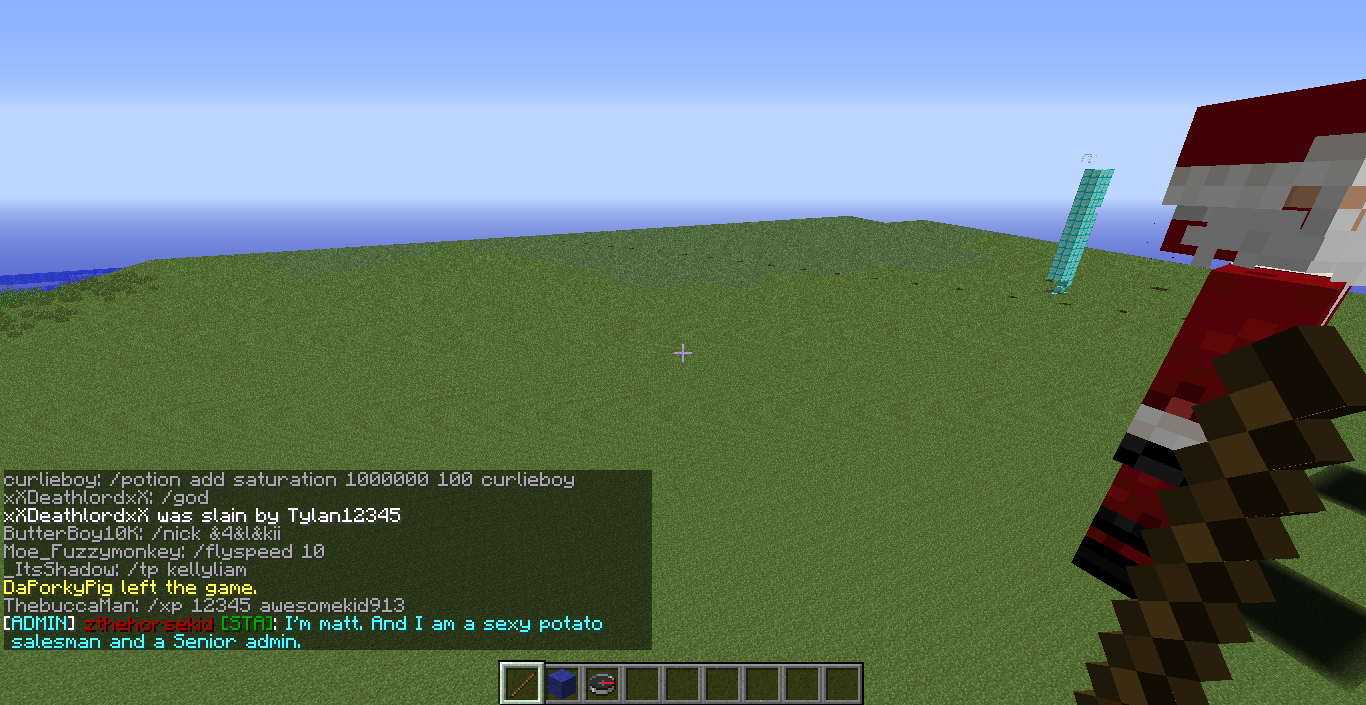 curlieboy: /potion add saturation 1000000 100 curlieboy
xXDeathlordxX: /god
xXDeathlordxX was slain by Tylan12345
ButterBoy10K: /nick &4&l&kii
Moe_Fuzzymonkey: /flyspeed 10
_ItsShadow: /tp kellyliam
DaPorkyPig left the game.
ThebuccaMan: /xp 12345 awesomekid913
[ADMIN] zthehorsekid [STA]: I'm matt. And I am a sexy potato
salesman and a Senior admin.